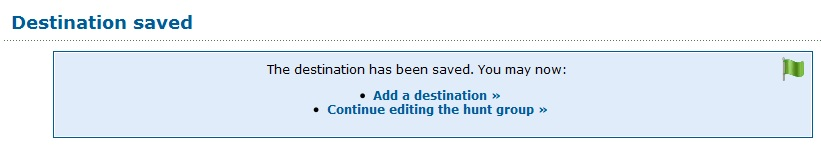 Destination saved
The destination has been saved. You may now:
• Add a destination »
• Continue editing the hunt group »